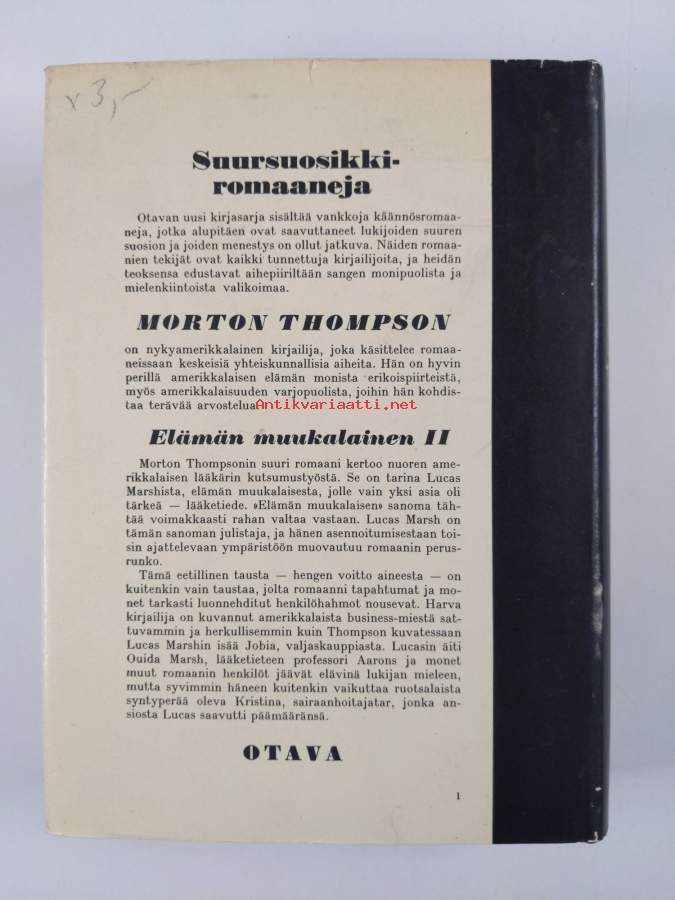 x 3,-
Suursuosikki-
romaaneja
Otavan uusi kirjasarja sisältää vankkoja käännösromaa-
neja, jotka alupitäen ovat saavuttaneet lukijoiden suuren
suosion ja joiden menestys on ollut jatkuva. Näiden romaa-
nien tekijät ovat kaikki tunnettuja kirjailijoita, ja heidän
teoksensa edustavat aihepiiriltään sangen monipuolista ja
mielenkiintoista valikoimaa.
MORTON THOMPSON
on nykyamerikkalainen kirjailija, joka käsittelee romaa-
neissaan keskeisiä yhteiskunnallisia aiheita. Hän on hyvin
perillä amerikkalaisen elämän monista erikoispiirteistä,
myös amerikkalaisuuden varjopuolista, joihin hän kohdis-
taa terävää arvostelua
Antikvariaatti.net
Elämän muukalainen II
Morton Thompsonin suuri romaani kertoo nuoren ame-
rikkalaisen lääkärin kutsumustyöstä. Se on tarina Lucas
Marshista, elämän muukalaisesta, jolle vain yksi asia oli
tärkeä — lääketiede. »Elämän muukalaisen» sanoma täh-
tää voimakkaasti rahan valtaa vastaan. Lucas Marsh on
tämän sanoman julistaja, ja hänen asennoitumisestaan toi-
sin ajattelevaan ympäristöön muovautuu romaanin perus-
runko.
Tämä eetillinen tausta — hengen voitto aineesta — on
kuitenkin vain taustaa, jolta romaanni tapahtumat ja mo-
net tarkasti luonnehditut henkilöhahmot nousevat. Harva
kirjailija on kuvannut amerikkalaista business-miestä sat-
tuvammin ja herkullisemmin kuin Thompson kuvatessaan
Lucas Marshin isää Jobia, valjaskauppiasta. Lucasin äiti
Ouida Marsh, lääketieteen professori Aarons ja monet
muut romaanin henkilöt jäävät elävinä lukijan mieleen,
mutta syvimmin häneen kuitenkin vaikuttaa ruotsalaista
syntyperää oleva Kristina, sairaanhoitajatar, jonka an-
siosta Lucas saavutti päämääränsä.
OTAVA
1